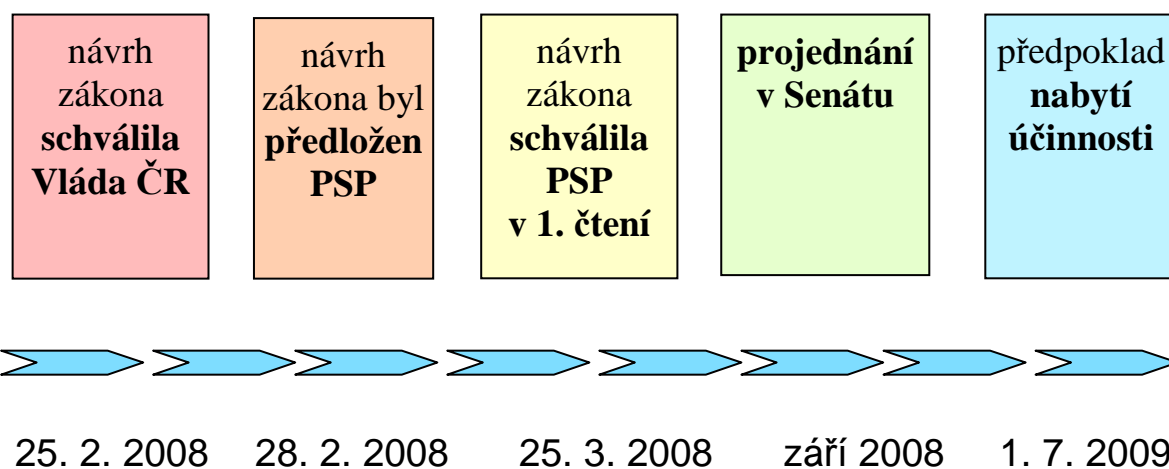 návrh
zákona
schválila
Vláda ČR
návrh
zákona byl
předložen
PSP
návrh
zákona
schválila
PSP
v 1. čtení
projednání
v Senátu
předpoklad
nabytí
účinnosti
25. 2. 2008
28. 2. 2008
25. 3. 2008
září 2008
1. 7. 2009